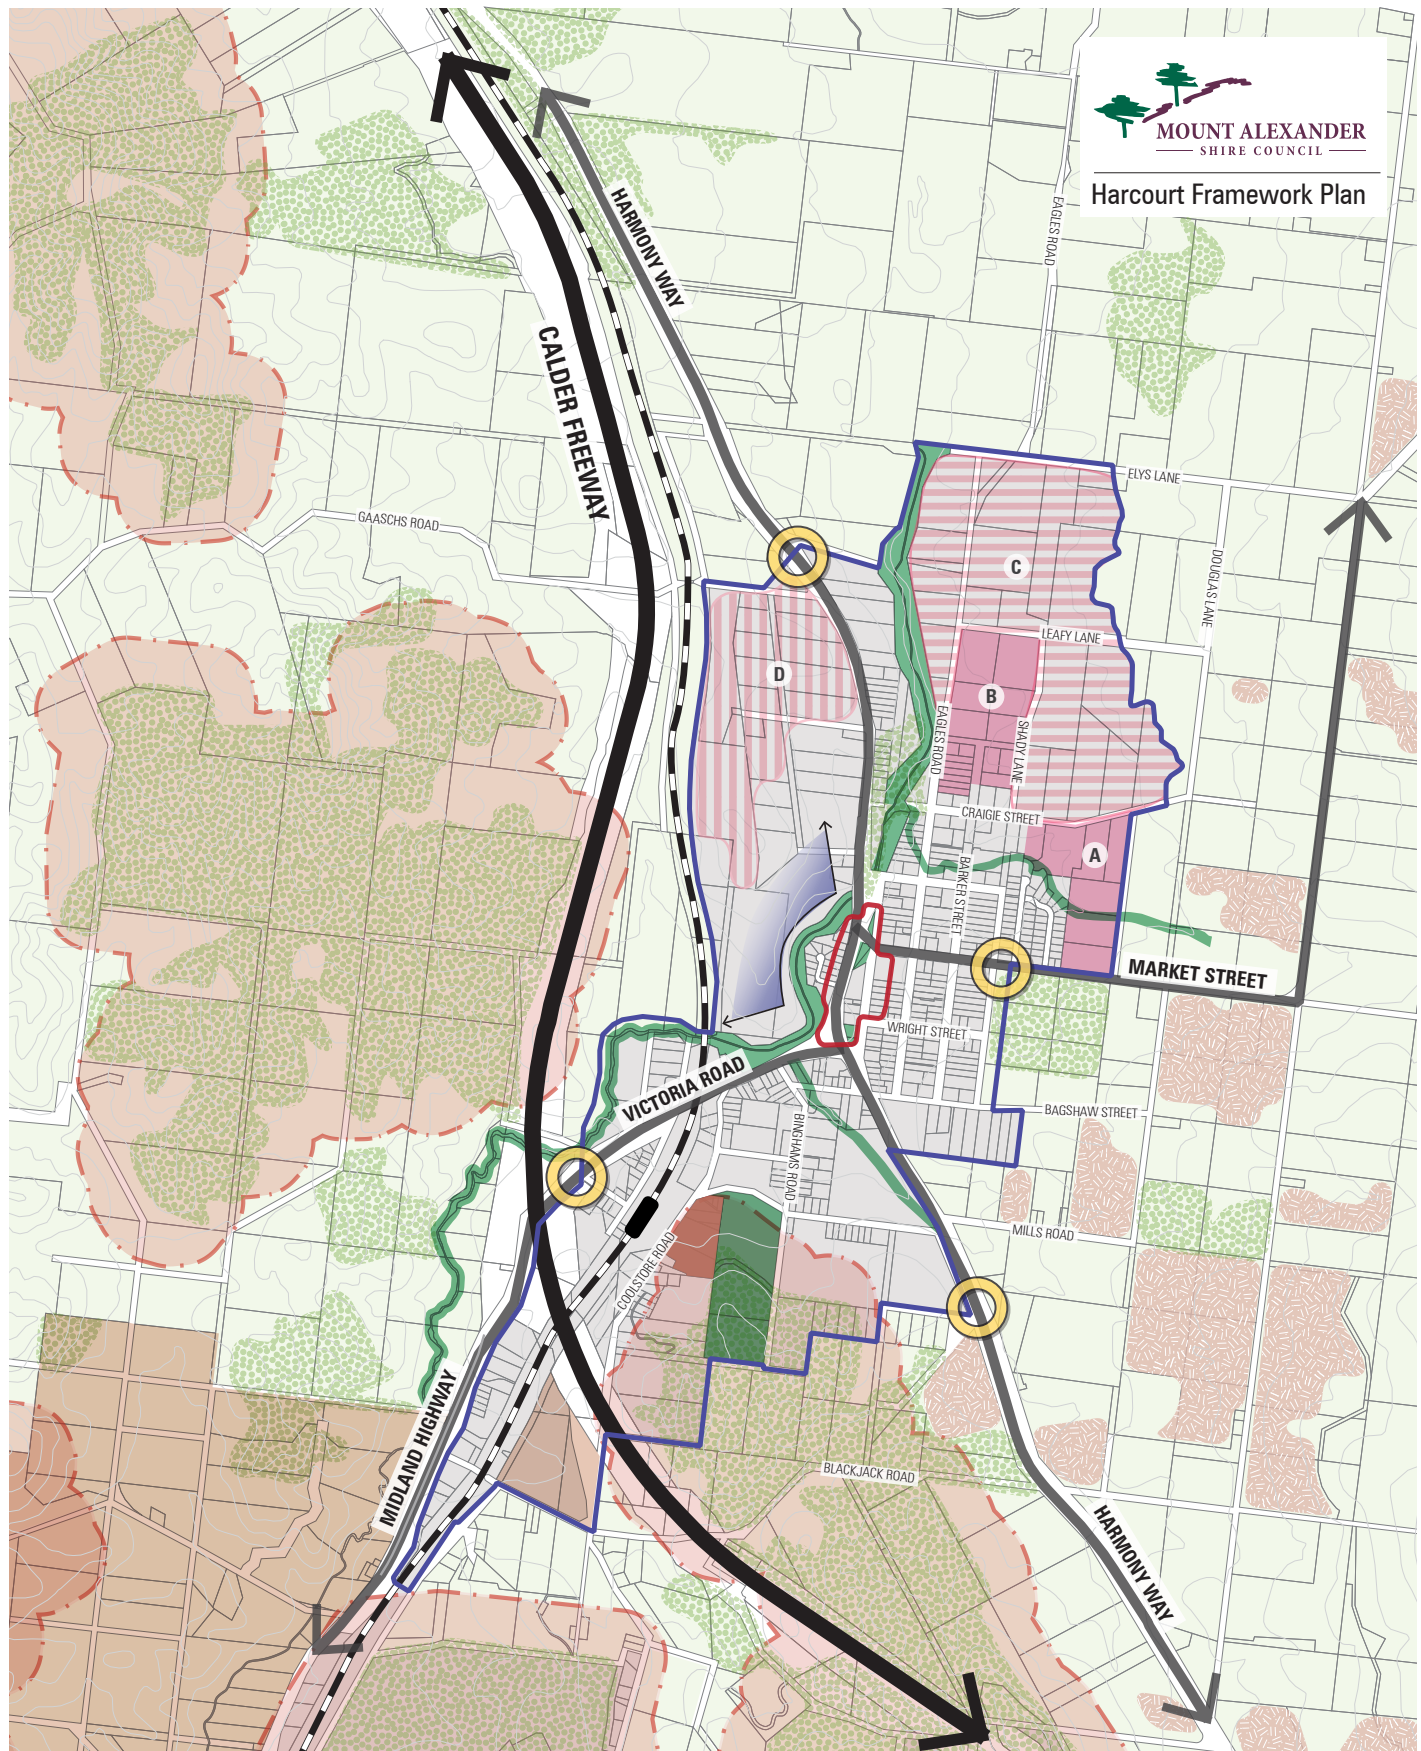 MOUNT ALEXANDER
SHIRE COUNCIL
Harcourt Framework Plan
EAGLES ROAD
HARMONY WAY
CALDER FREEWAY
ELYS LANE
GAASCHS ROAD
DOUGLAS LANE
C
LEAFY LANE
D
B
EAGLES ROAD
SHADY LANE
CRAIGIE STREET
A
BARKER STREET
MARKET STREET
WRIGHT STREET
VICTORIA ROAD
BAGSHAW STREET
BINGHAMS ROAD
MILLS ROAD
COOLSTORE ROAD
MIDLAND HIGHWAY
BLACKJACK ROAD
HARMONY WAY